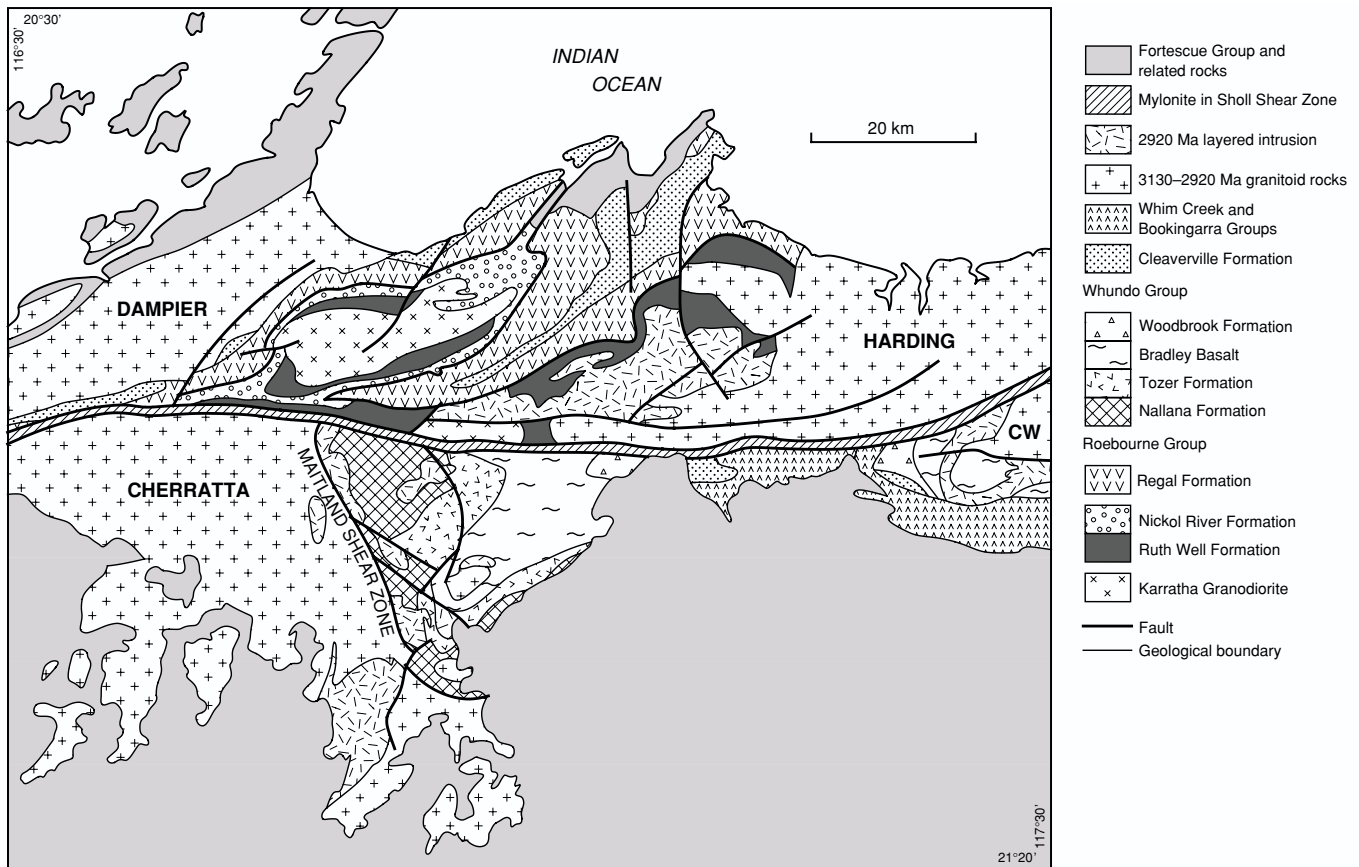 20°30'
116°30'
INDIAN
OCEAN
20 km
DAMPIER
HARDING
CW
CHERRATTA
MAITLAND SHEAR ZONE
117°30'
21°20'
Fortescue Group and
related rocks
Mylonite in Sholl Shear Zone
2920 Ma layered intrusion
3130–2920 Ma granitoid rocks
Whim Creek and
Bookingarra Groups
Cleaverville Formation
Whundo Group
Woodbrook Formation
Bradley Basalt
Tozer Formation
Nallana Formation
Roebourne Group
Regal Formation
Nickol River Formation
Ruth Well Formation
Karratha Granodiorite
Fault
Geological boundary